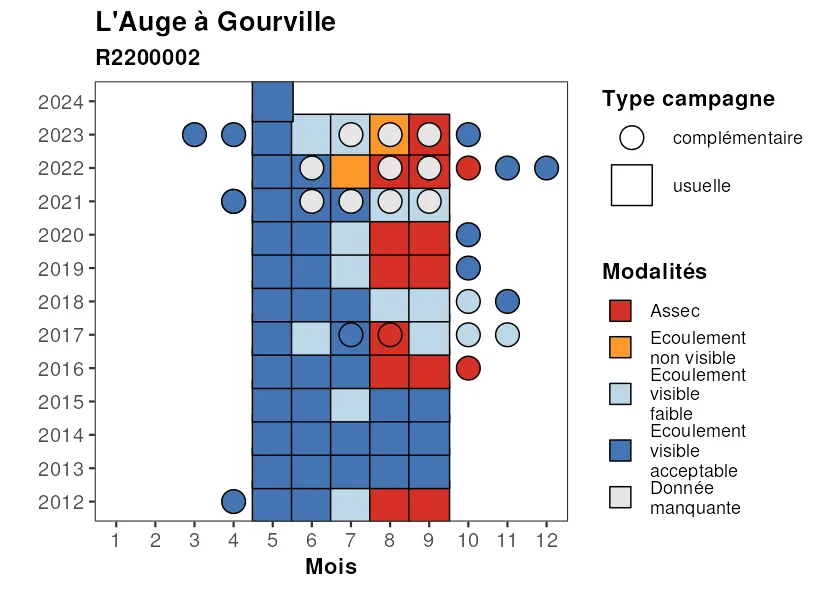 L'Auge à Gourville
R2200002
2024
2023
2022
2021
2020
2019
2018
2017
2016
2015
2014
2013
2012
1 2 3 4 5 6 7 8 9 10 11 12
Mois
Type campagne
complémentaire
usuelle
Modalités
Assec
Ecoulement
non visible
Ecoulement
visible
faible
Ecoulement
visible
acceptable
Donnée
manquante